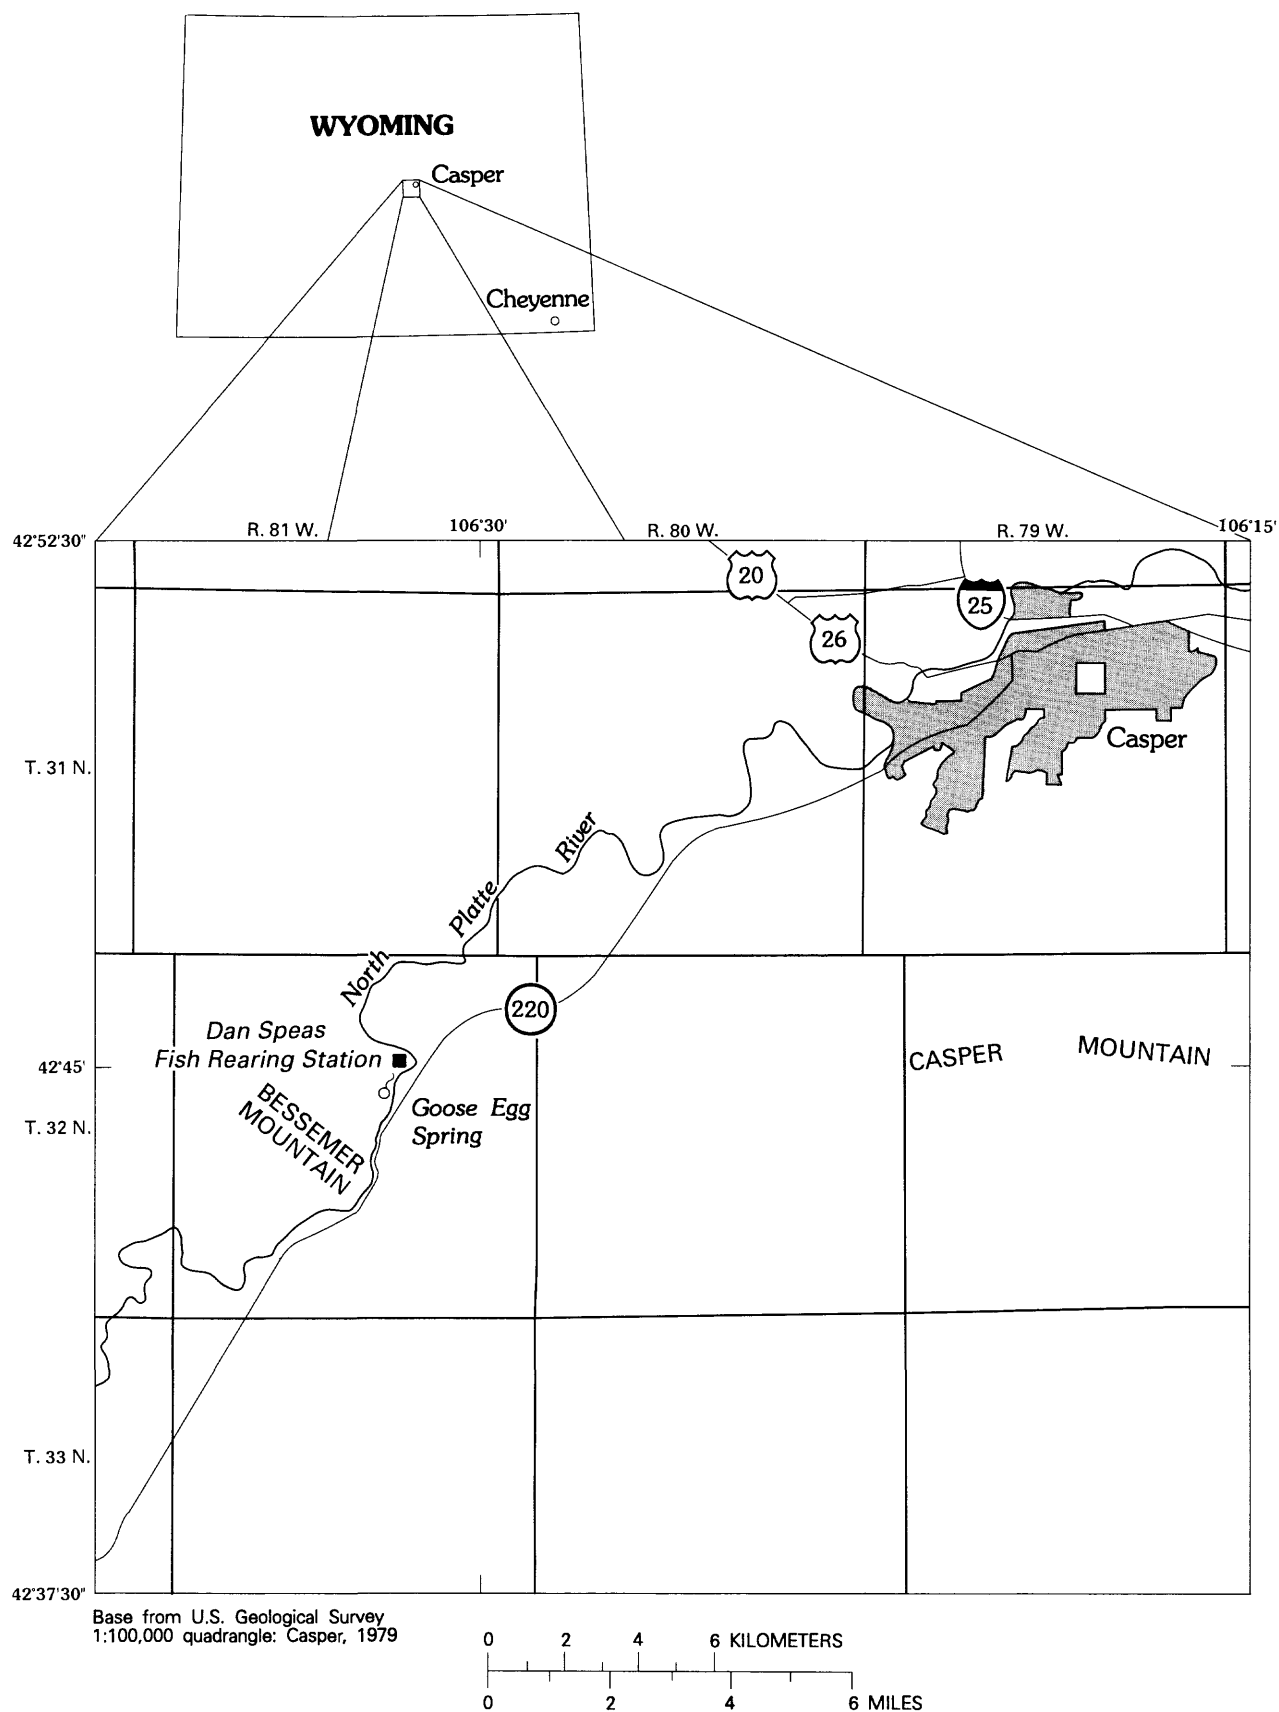 WYOMING
Casper
Cheyenne
R. 81 W.
106°30'
R. 80 W.
R. 79 W.
106°15'
42°52'30"
20
25
26
Casper
T. 31 N.
North Platte River
220
Dan Speas
Fish Rearing Station
CASPER MOUNTAIN
42°45'
BESSEMER
MOUNTAIN
Goose Egg
Spring
T. 32 N.
T. 33 N.
42°37'30"
Base from U.S. Geological Survey
1:100,000 quadrangle: Casper, 1979
0 2 4 6 KILOMETERS
0 2 4 6 MILES